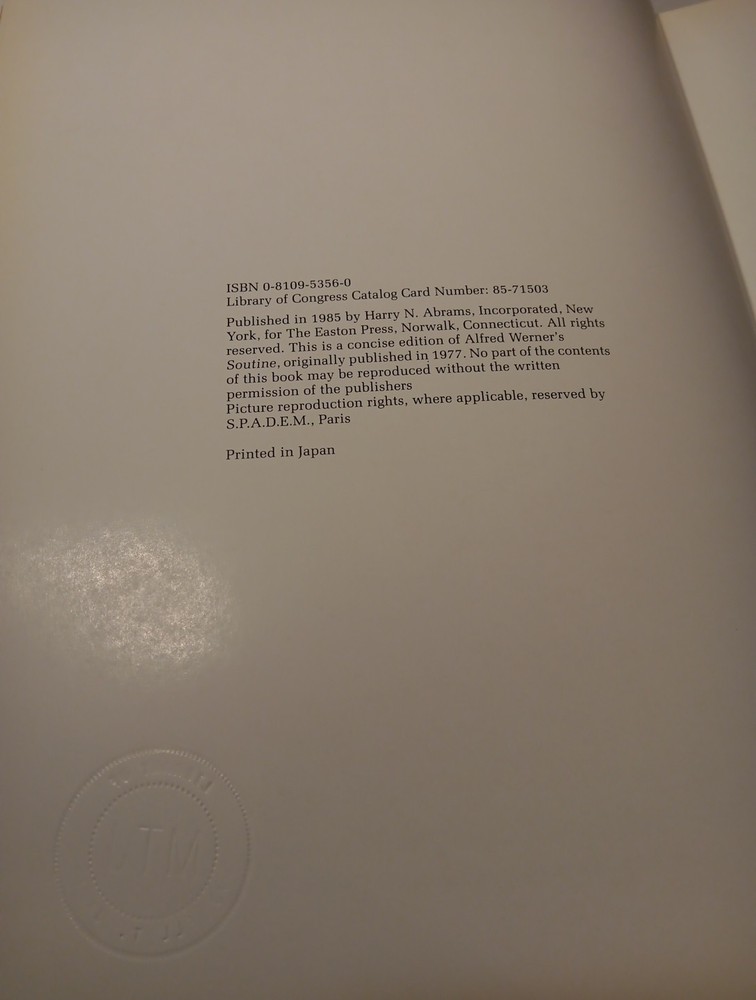 ISBN 0-8109-5356-0
Library of Congress Catalog Card Number: 85-71503
Published in 1985 by Harry N. Abrams, Incorporated, New
York, for The Easton Press, Norwalk, Connecticut. All rights
reserved. This is a concise edition of Alfred Werner's
Soutine, originally published in 1977. No part of the contents
of this book may be reproduced without the written
permission of the publishers
Picture reproduction rights, where applicable, reserved by
S.P.A.D.E.M., Paris
Printed in Japan